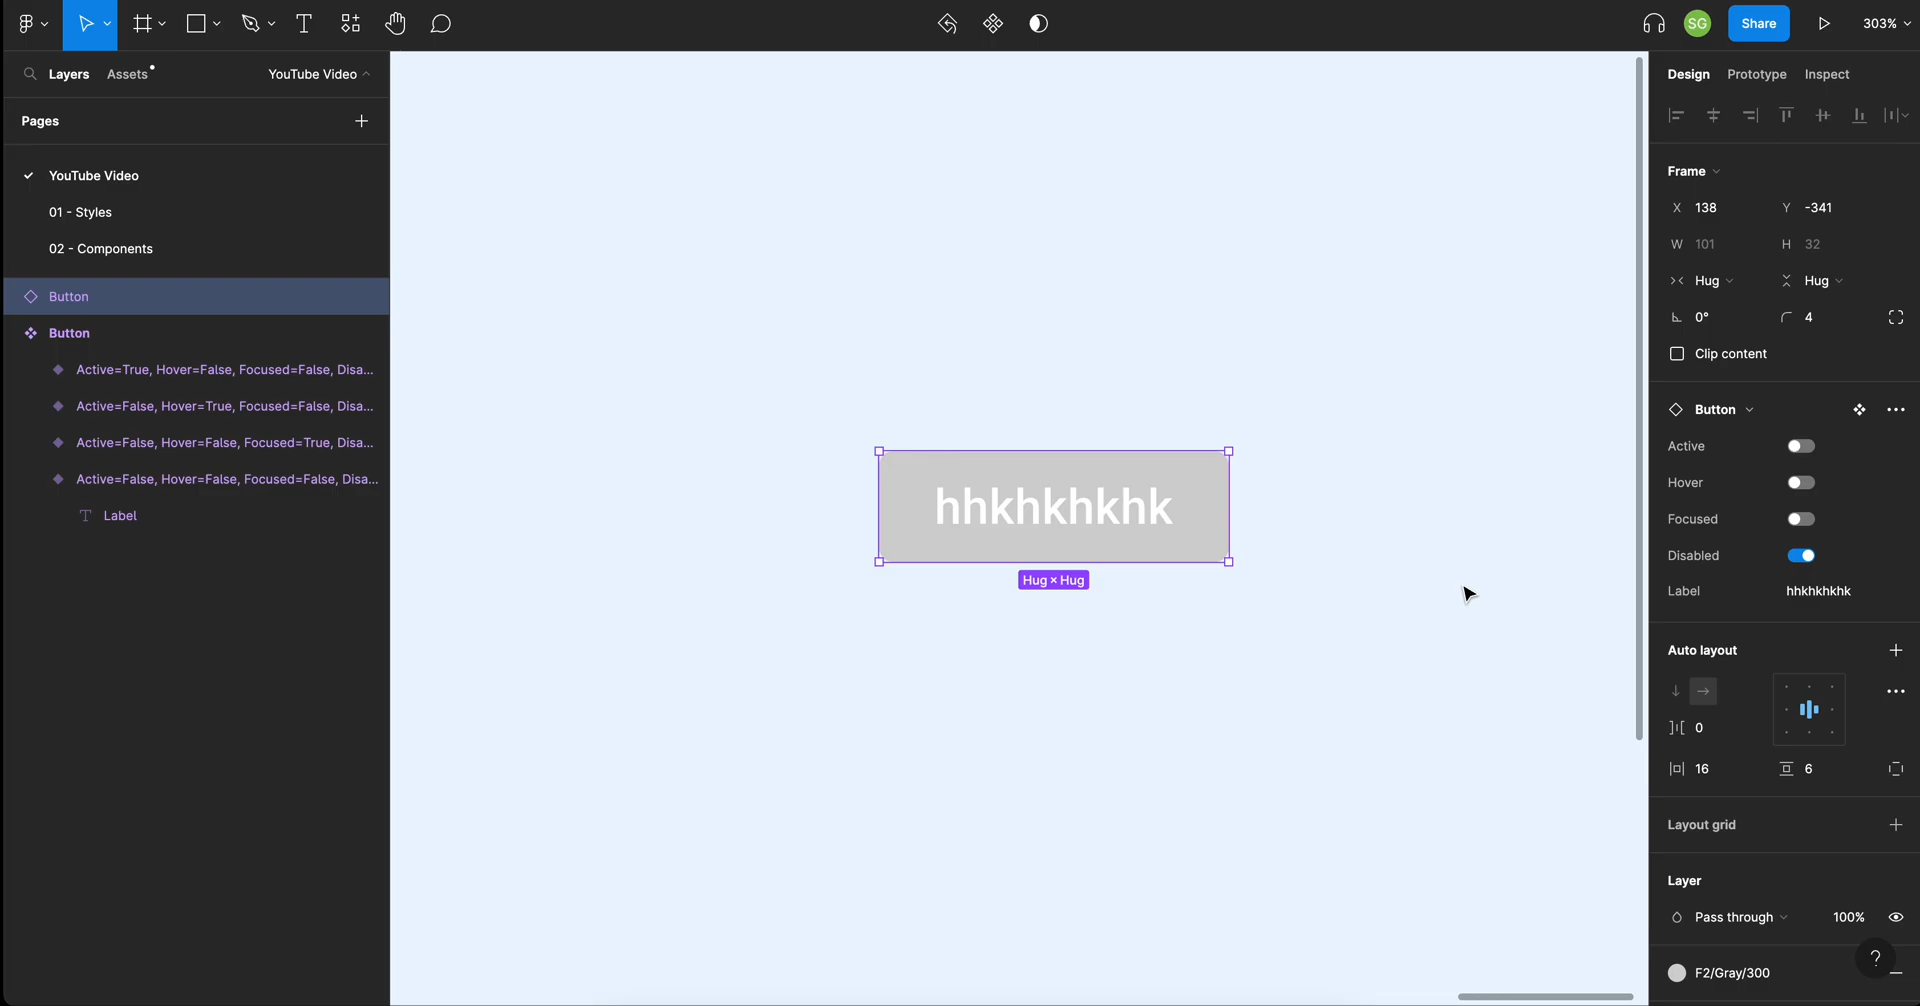 SG
Share
303%
Layers
Assets
YouTube Video
Pages
YouTube Video
01 - Styles
02 - Components
Button
Button
Active=True, Hover=False, Focused=False, Disa...
Active=False, Hover=True, Focused=False, Disa...
Active=False, Hover=False, Focused=True, Disa...
Active=False, Hover=False, Focused=False, Disa...
Label
hhkhkhkhk
Hug × Hug
Design
Prototype
Inspect
Frame
X 138
Y -341
W 101
H 32
Hug
Hug
0°
4
Clip content
Button
Active
Hover
Focused
Disabled
Label
hhkhkhkhk
Auto layout
0
16
6
Layout grid
Layer
Pass through
100%
?
F2/Gray/300